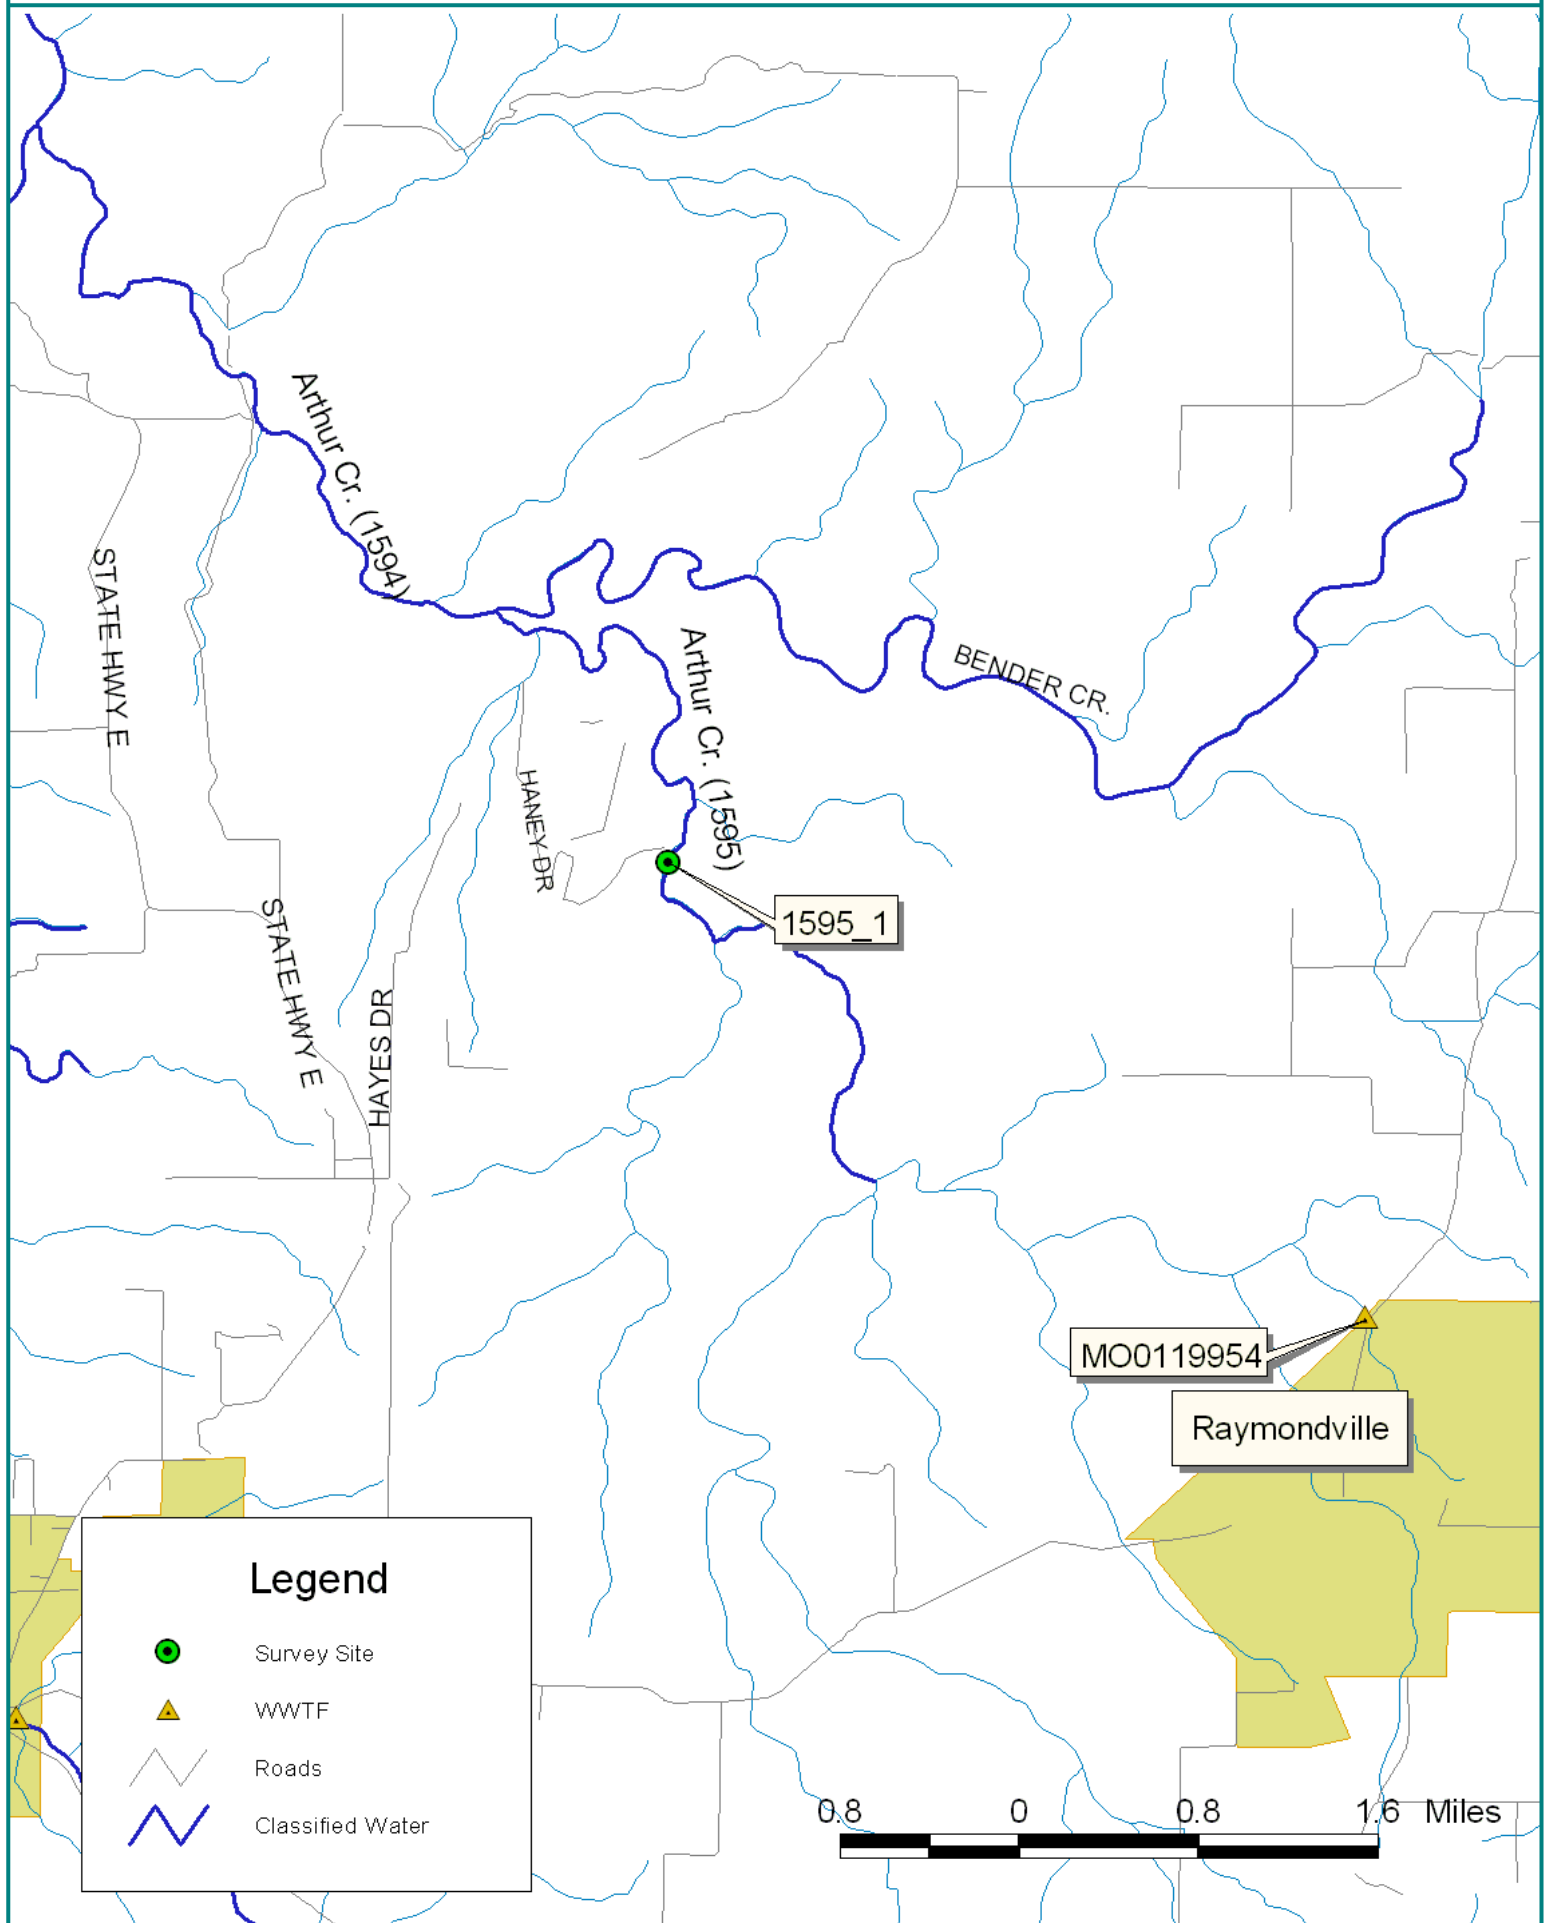 Arthur Cr. (1594)
STATE HWY E
Arthur Cr. (1595)
BENDER CR.
HANEY DR
1595_1
STATE HWY E
HAYES DR
MO0119954
Raymondville
Legend
Survey Site
WWTF
Roads
Classified Water
0.8 0 0.8 1.6 Miles